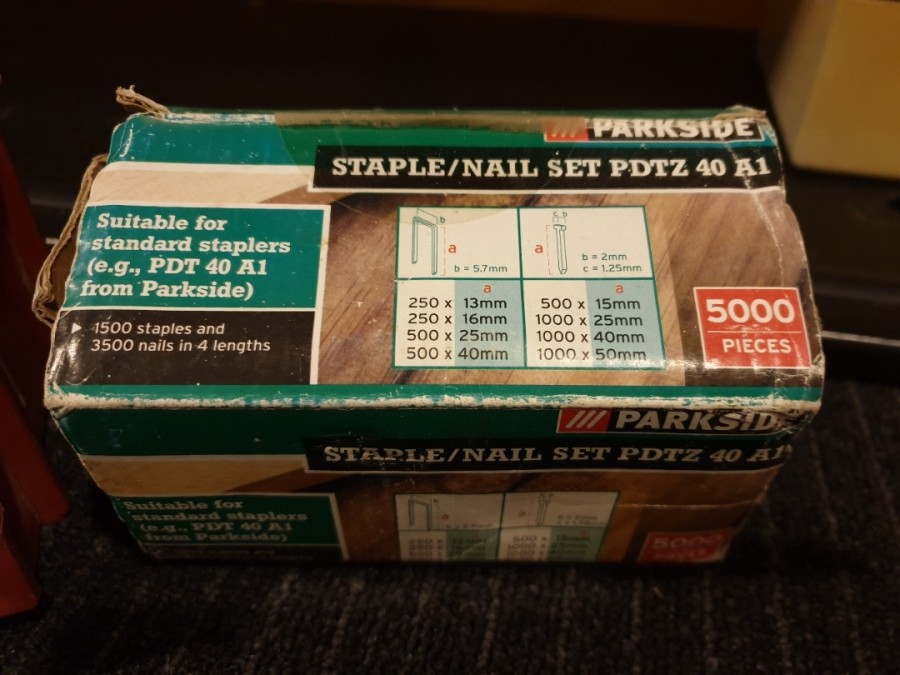 PARKSIDE
STAPLE/NAIL SET PDTZ 40 A1
Suitable for
standard staplers
(e.g., PDT 40 A1
from Parkside)
▶ 1500 staples and
3500 nails in 4 lengths
b
a
b = 5.7mm
c b
a
b = 2mm
c = 1.25mm
a
250 x 13mm
250 x 16mm
500 x 25mm
500 x 40mm
a
500 x 15mm
1000 x 25mm
1000 x 40mm
1000 x 50mm
5000
PIECES
PARKSIDE
STAPLE/NAIL SET PDTZ 40 A1
Suitable for
standard staplers
(e.g., PDT 40 A1
from Parkside)
a
a
500 x 15mm
5000